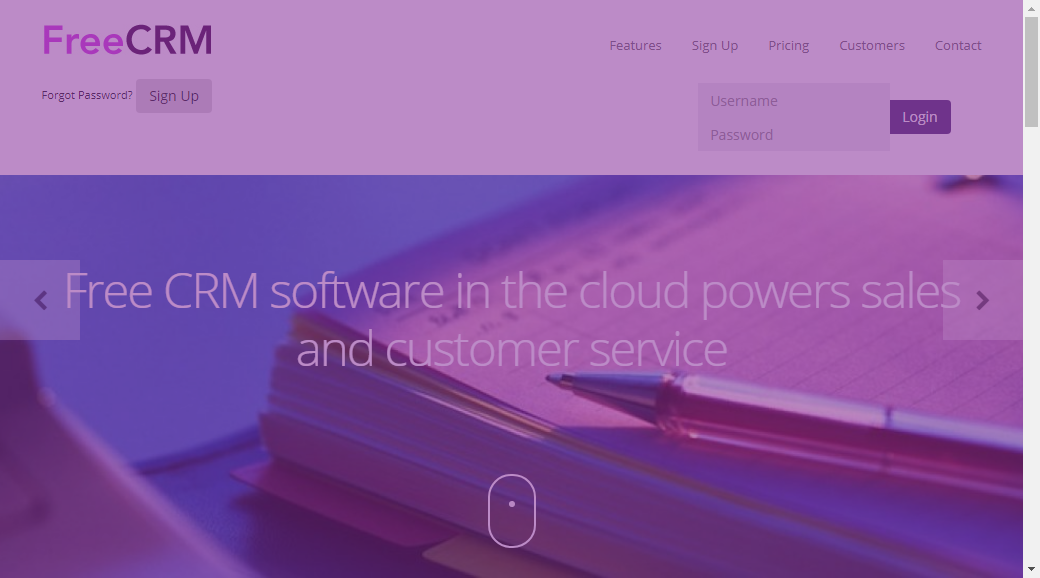 FreeCRM
Features Sign Up Pricing Customers Contact
Forgot Password? Sign Up
Username
Password
Login
Free CRM software in the cloud powers sales
and customer service